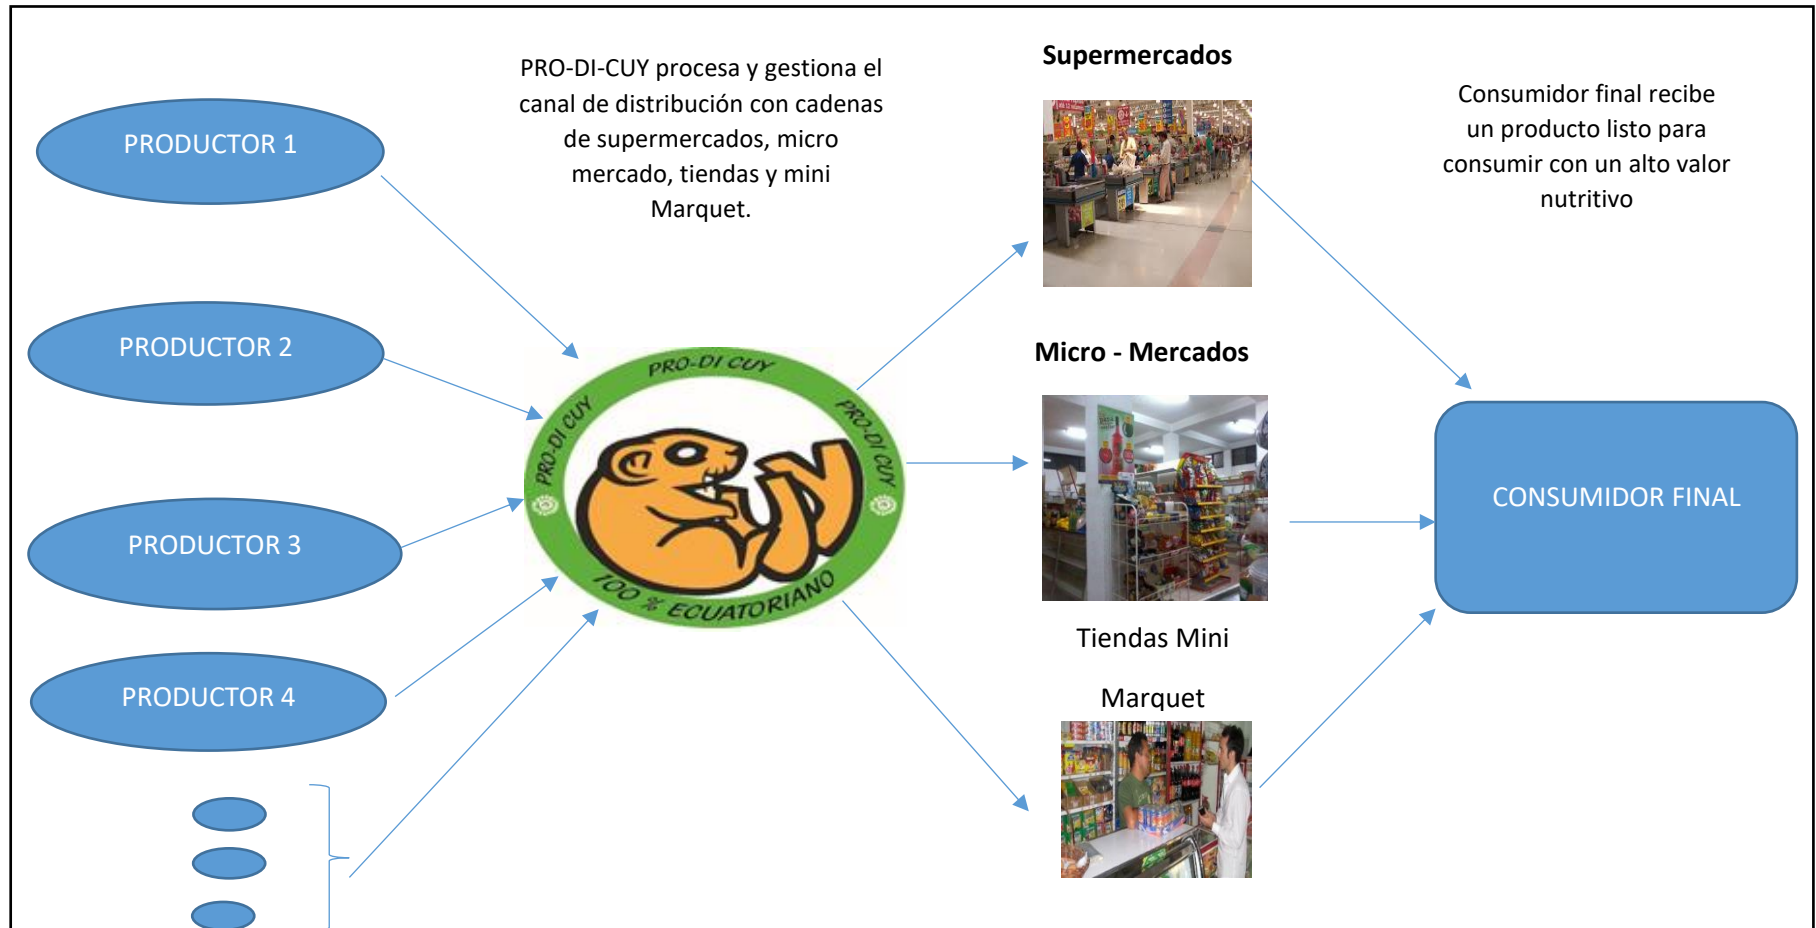 PRO-DI-CUY procesa y gestiona el
canal de distribución con cadenas
de supermercados, micro
mercado, tiendas y mini
Marquet.
Supermercados
Consumidor final recibe
un producto listo para
consumir con un alto valor
nutritivo
PRODUCTOR 1
PRODUCTOR 2
PRODUCTOR 3
PRODUCTOR 4
PRO-DI CUY
PRO-DI CUY
PRO-DI CUY
CUY
100 % ECUATORIANO
Micro - Mercados
Tiendas Mini
Marquet
CONSUMIDOR FINAL